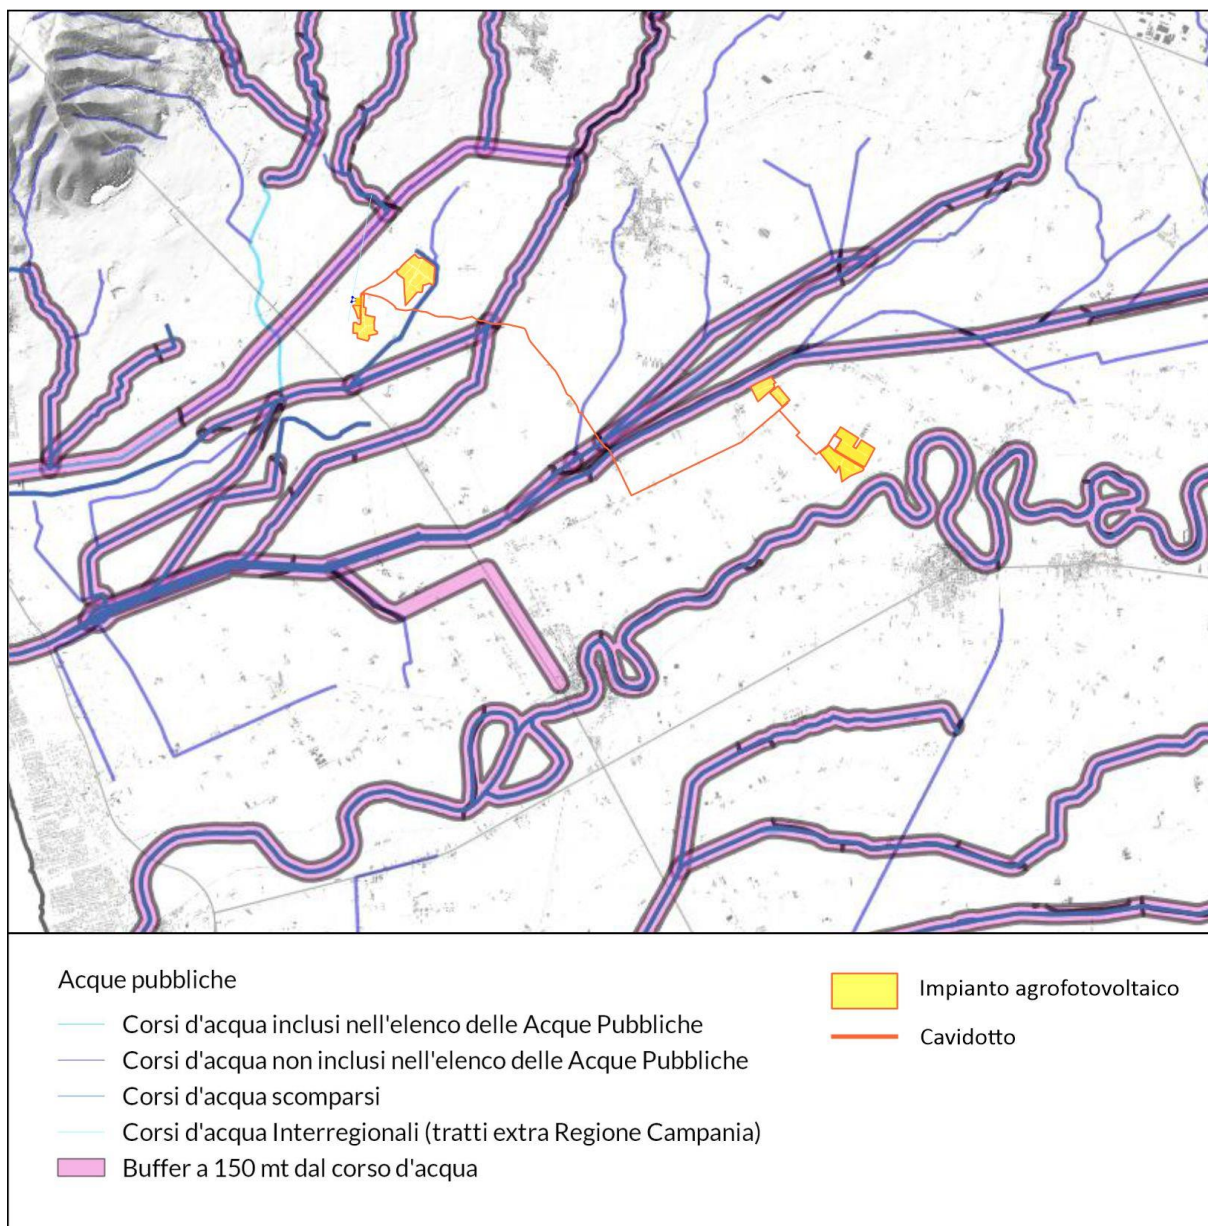 Acque pubbliche
Corsi d'acqua inclusi nell'elenco delle Acque Pubbliche
Corsi d'acqua non inclusi nell'elenco delle Acque Pubbliche
Corsi d'acqua scomparsi
Corsi d'acqua Interregionali (tratti extra Regione Campania)
Buffer a 150 mt dal corso d'acqua
Impianto agrofotovoltaico
Cavidotto